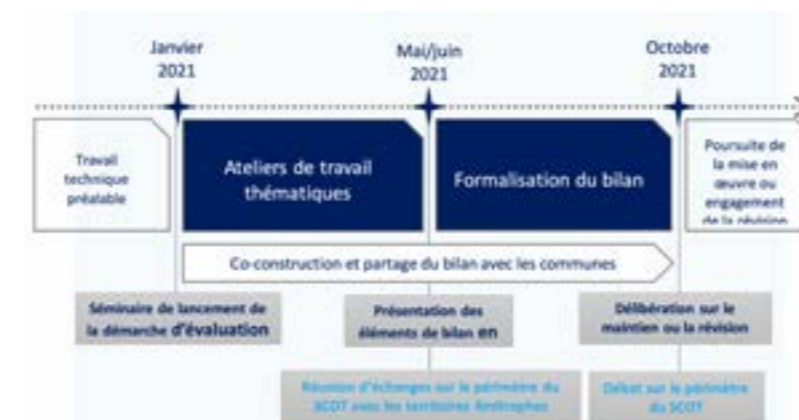 Janvier
2021
Mai/juin
2021
Octobre
2021
Travail
technique
préalable
Ateliers de travail
thématiques
Formalisation du bilan
Poursuite de
la mise en
œuvre ou
engagement
de la révision
Co-construction et partage du bilan avec les communes
Séminaire de lancement de
la démarche d'évaluation
Présentation des
éléments de bilan en
Délibération sur le
maintien ou la révision
Réunion d'échanges sur le périmètre du
SCOT avec les territoires limitrophes
Débat sur le périmètre
du SCOT